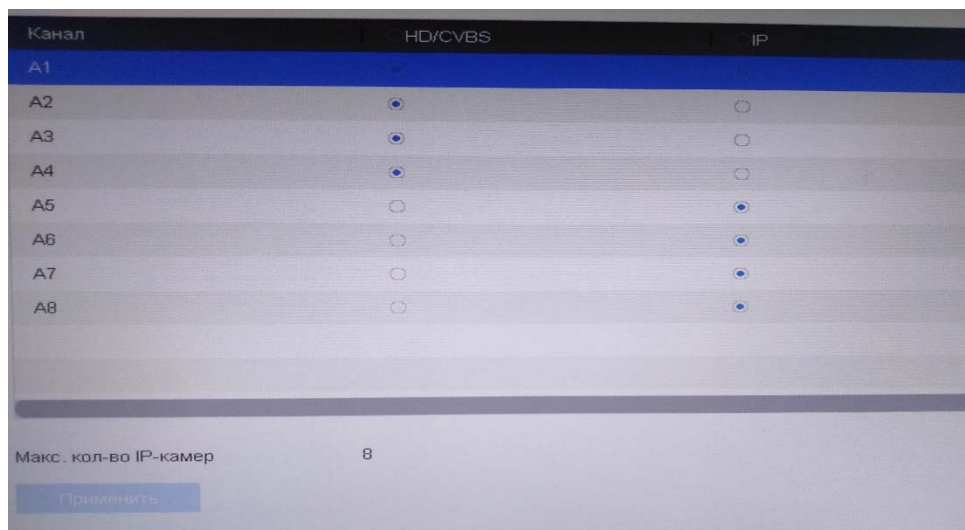 Канал HD/CVBS IP
A1
A2
A3
A4
A5
A6
A7
A8
Макс. кол-во IP-камер 8
Применить